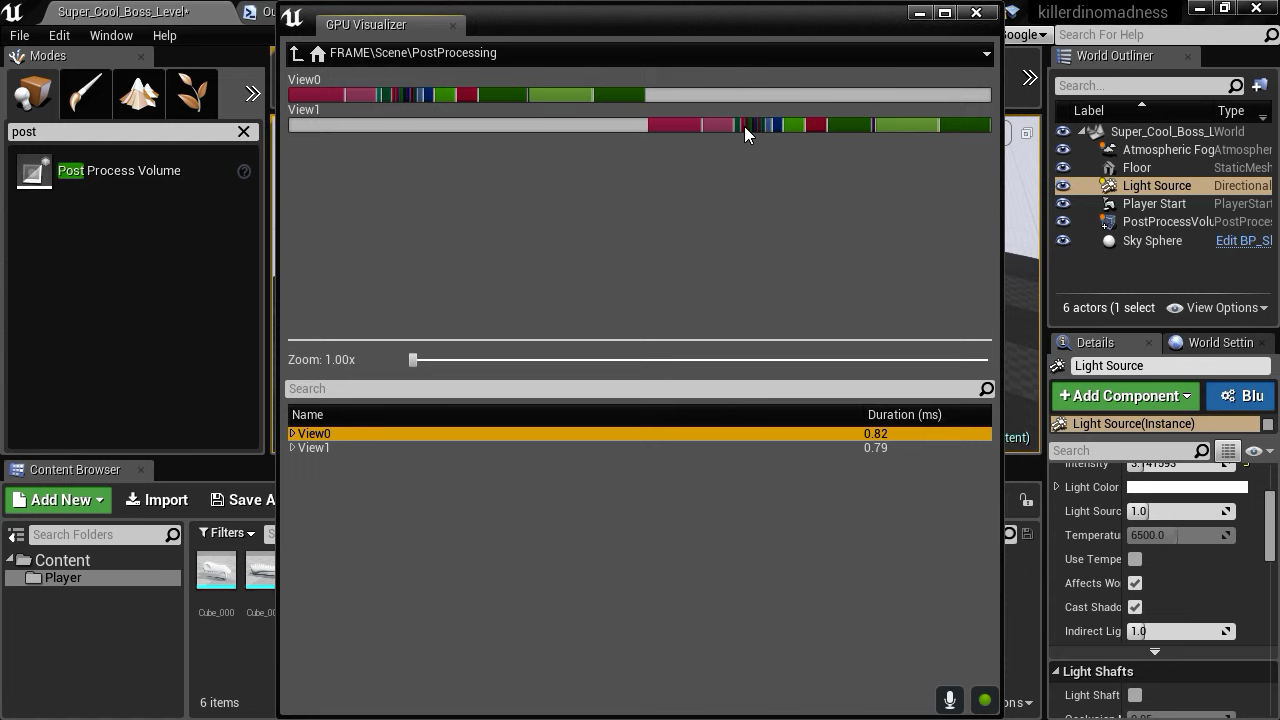 Super_Cool_Boss_Level*
GPU Visualizer
killerdinomadness
File Edit Window Help
Search For Help
Modes
FRAME\Scene\PostProcessing
World Outliner
View0
Search...
View1
Label Type
post
Super_Cool_Boss_L World
Atmospheric Fog Atmospher
Post Process Volume
Floor StaticMesh
Light Source Directional
Player Start PlayerStart
PostProcessVolu PostProces
Sky Sphere Edit BP_S
6 actors (1 select View Options
Zoom: 1.00x
Details World Settin
Light Source
Search
Add Component Blu
Name Duration (ms)
Light Source(Instance)
View0 0.82
View1 0.79
Search
Content Browser
Intensity 3.141593
Light Color
Add New Import Save A
Light Sourc 1.0
Search Folders Filters
Temperatu 6500.0
Content
Use Tempe
Player
Affects Wo
Cast Shado
Cube_000
Indirect Lig 1.0
Light Shafts
Light Shaft
6 items